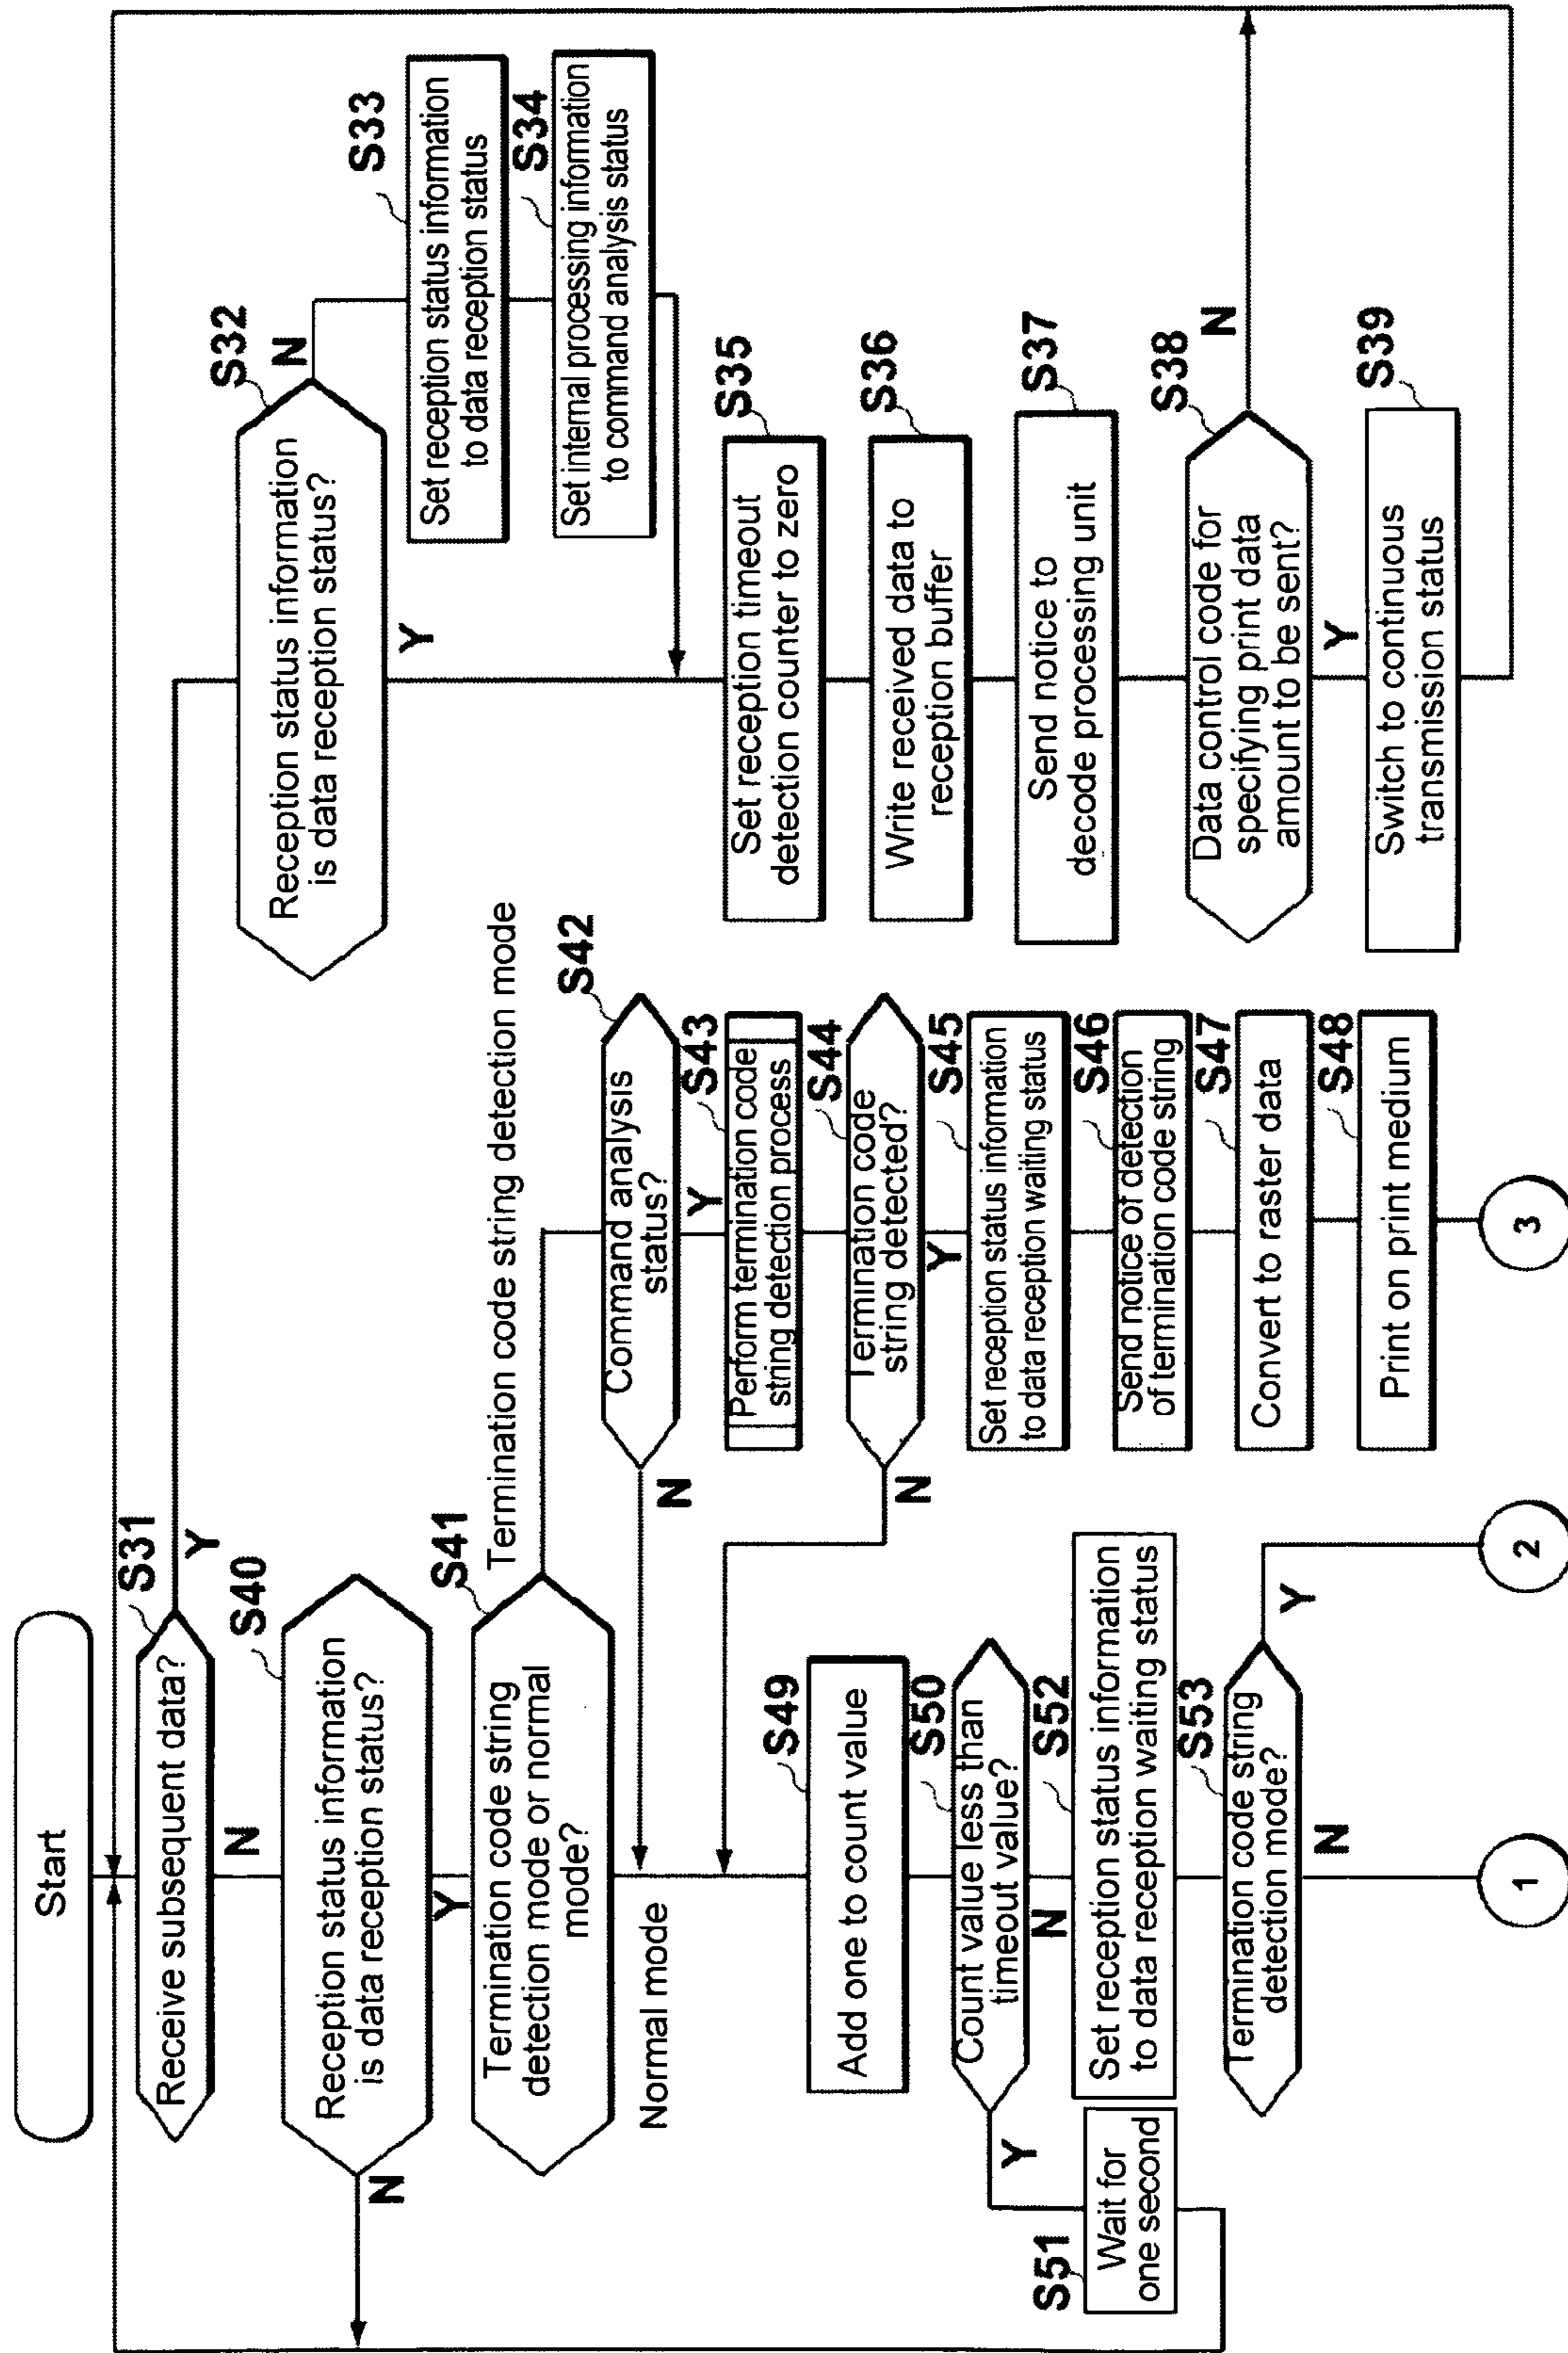 Start
S31
Receive subsequent data?
Y
N
S40
Reception status information
is data reception status?
N
Y
S41
Termination code string
detection mode or normal
mode?
Termination code string detection mode
Normal mode
S42
Command analysis
status?
N
Y
S43
Perform termination code
string detection process
S44
Termination code
string detected?
N
Y
S45
Set reception status information
to data reception waiting status
S46
Send notice of detection
of termination code string
S47
Convert to raster data
S48
Print on print medium
3
S49
Add one to count value
S50
Count value less than
timeout value?
Y
N
S51
Wait for
one second
S52
Set reception status information
to data reception waiting status
S53
Termination code string
detection mode?
Y
N
2
1
S32
Reception status information
is data reception status?
N
Y
S33
Set reception status information
to data reception status
S34
Set internal processing information
to command analysis status
S35
Set reception timeout
detection counter to zero
S36
Write received data to
reception buffer
S37
Send notice to
decode processing unit
S38
Data control code for
specifying print data
amount to be sent?
N
Y
S39
Switch to continuous
transmission status